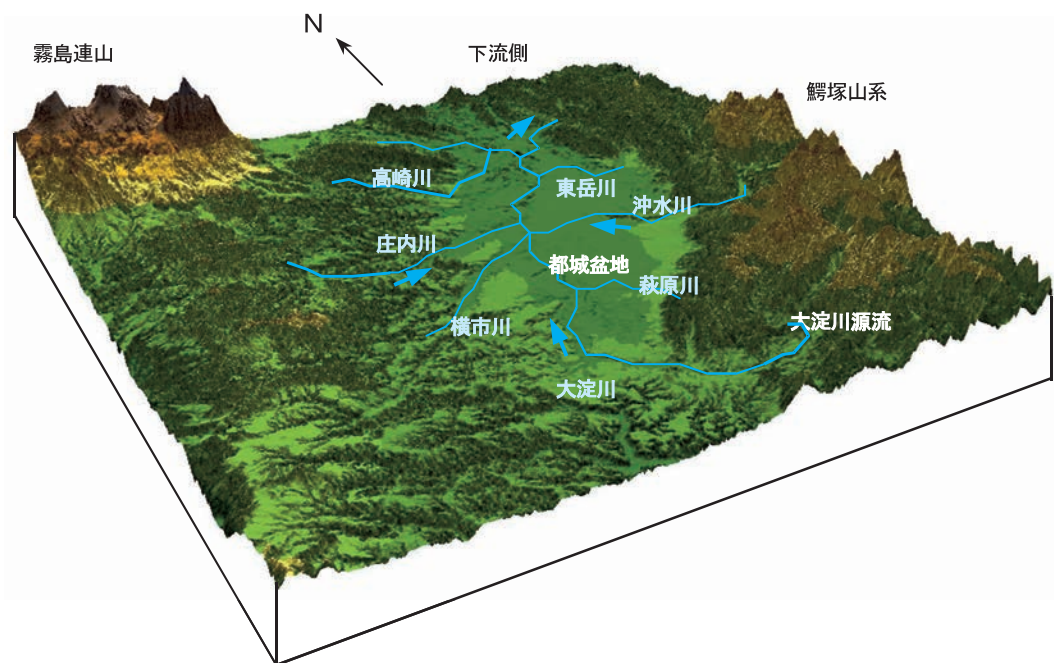 N
霧島連山
下流側
鰐塚山系
高崎川
東岳川
沖水川
庄内川
都城盆地
萩原川
横市川
大淀川源流
大淀川